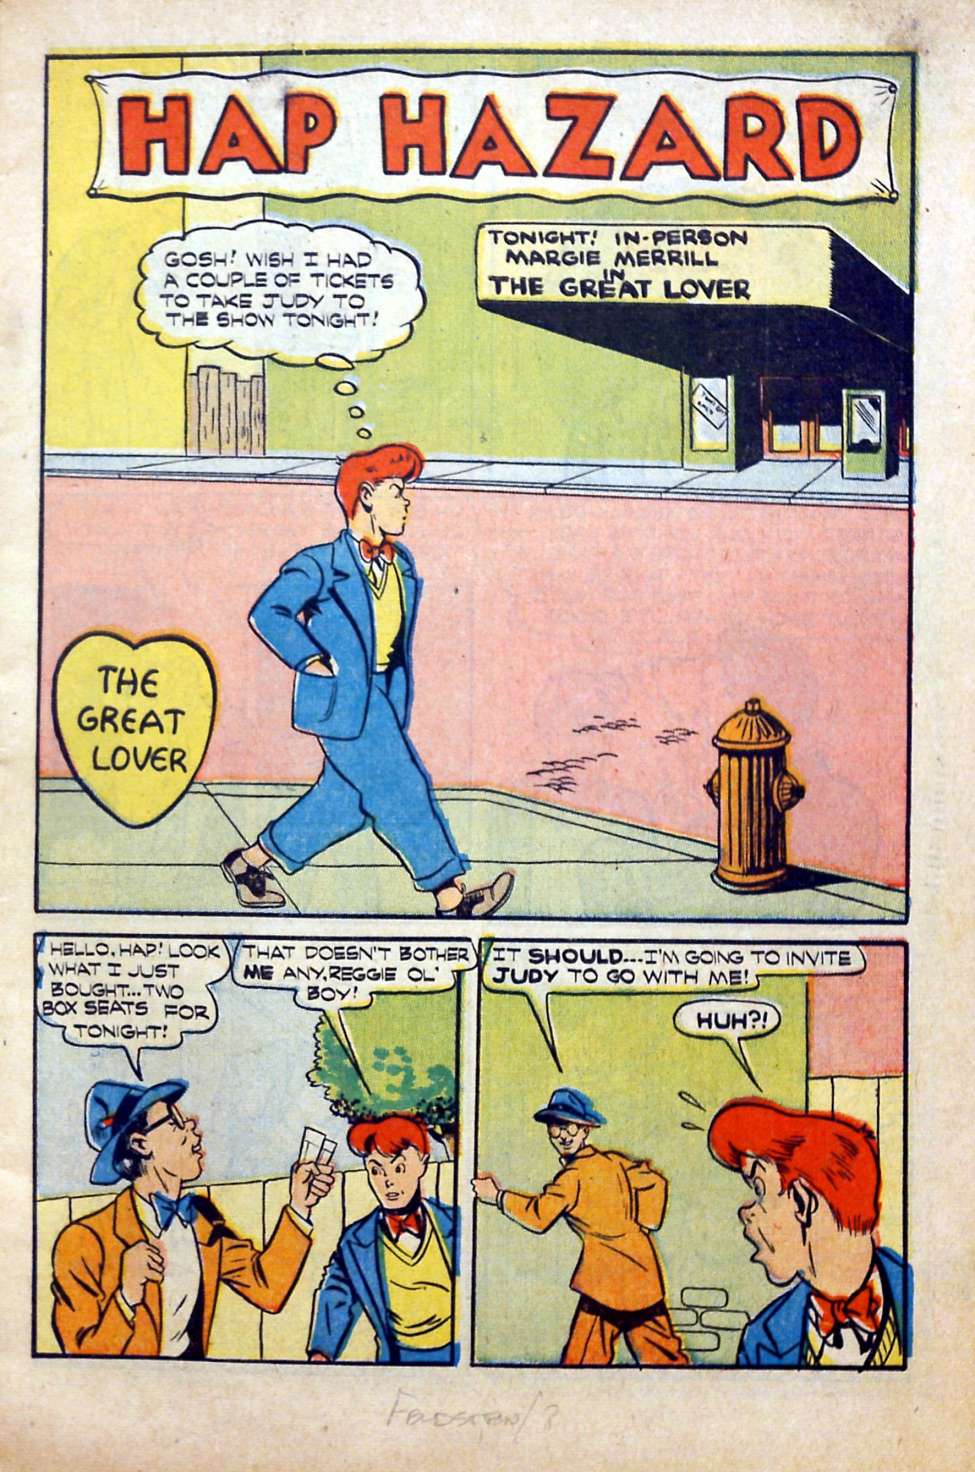 HAP HAZARD
GOSH! WISH I HAD
A COUPLE OF TICKETS
TO TAKE JUDY TO
THE SHOW TONIGHT!
TONIGHT! IN-PERSON
MARGIE MERRILL
IN
THE GREAT LOVER
THE
GREAT
LOVER
HELLO, HAP! LOOK
WHAT I JUST
BOUGHT...TWO
BOX SEATS FOR
TONIGHT!
THAT DOESN'T BOTHER
ME ANY, REGGIE OL'
BOY!
IT SHOULD...I'M GOING TO INVITE
JUDY TO GO WITH ME!
HUH?!